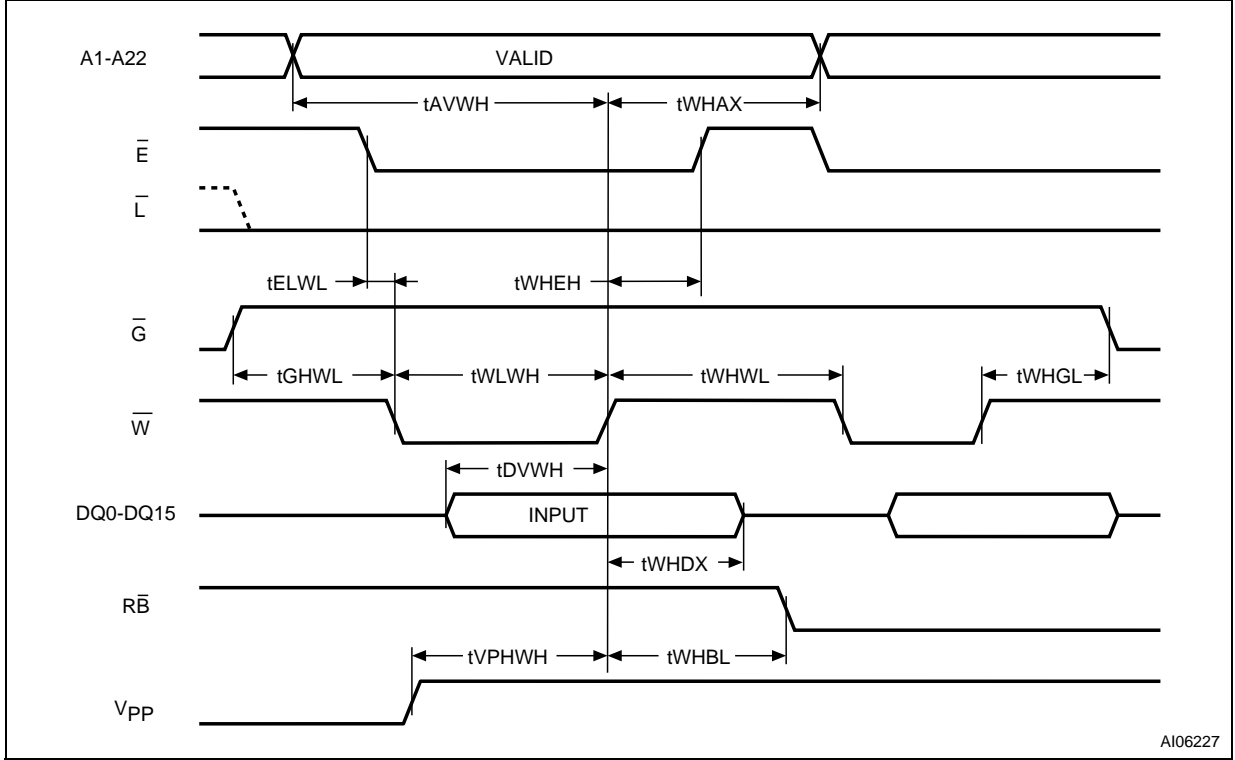 A1-A22 VALID
tAVWH tWHAX
E̅
L̅
tELWL tWHEH
G̅
tGHWL tWLWH tWHWL tWHGL
W̅
tDVWH
DQ0-DQ15 INPUT
tWHDX
RB̅
tVPHWH tWHBL
VPP
AI06227